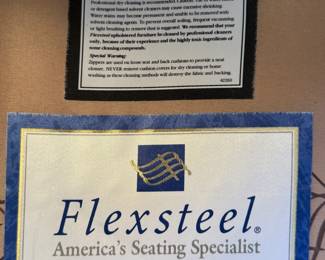 Professional dry cleaning is recommended.
or detergent based solvent cleaners may cause excessive shrinking.
Water stains may become permanent and unable to be removed with
solvent cleaning agents. To prevent overall soiling, frequent vacuuming
or light brushing to remove dust is suggested. We recommend that your
Flexsteel upholstered furniture be cleaned by professional cleaners
only, because of their experience and the highly toxic ingredients of
some cleaning compounds.
Special Warning:
Zippers are used on loose seat and back cushions to provide a neat
closure. NEVER remove cushion covers for dry cleaning or home
washing as these cleaning methods will destroy the fabric and backing.
Flexsteel®
America's Seating Specialist